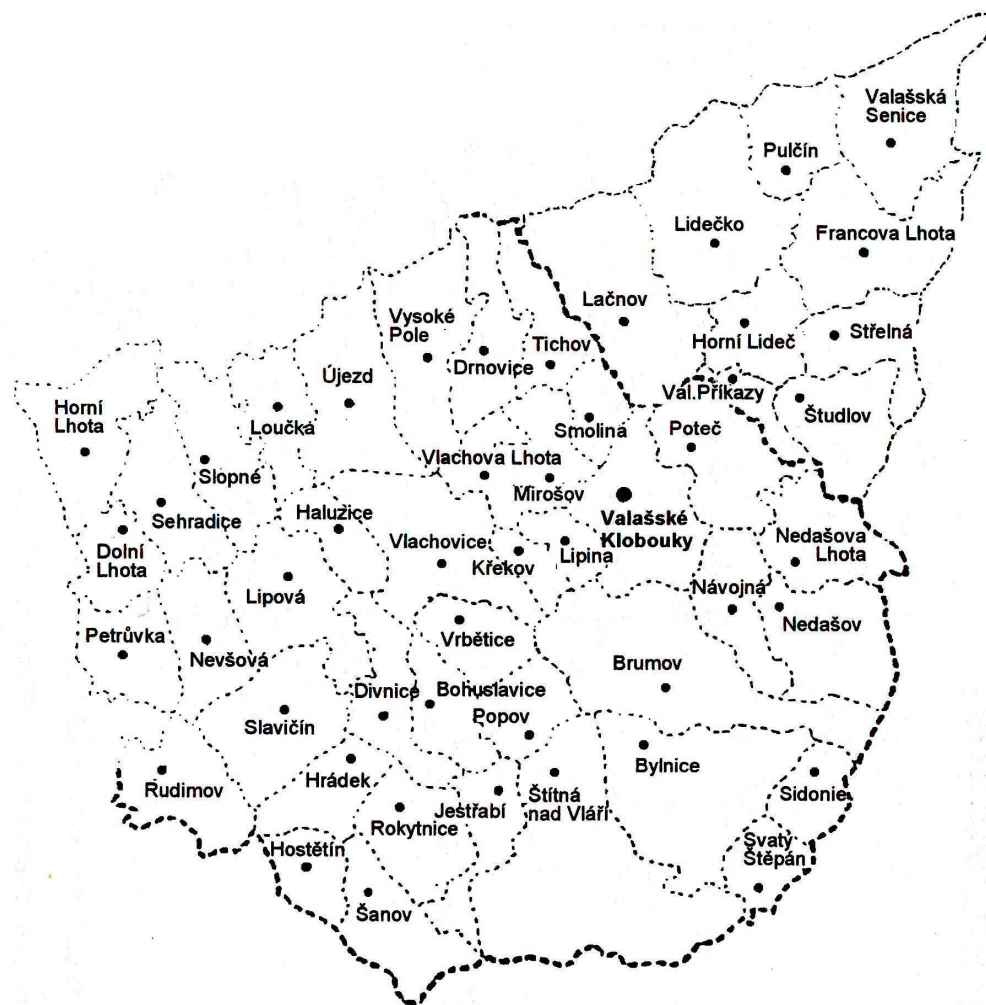 Valašská
Senice
Pulčín
Lidečko
Francova Lhota
Lačnov
Horní Lideč
Střelná
Vysoké
Pole
Drnovice
Tichov
Újezd
Val.Příkazy
Študlov
Horní
Lhota
Loučka
Smolina
Poteč
Slopné
Vlachova Lhota
Mirošov
Sehradice
Haluzice
Valašské
Klobouky
Dolní
Lhota
Vlachovice
Křekov
Lipina
Nedašova
Lhota
Lipová
Návojná
Petrůvka
Nevšová
Vrbětice
Nedašov
Brumov
Divnice
Bohuslavice
Slavičín
Popov
Bylnice
Rudimov
Hrádek
Rokytnice
Jestřabí
Štítná
nad Vláří
Sidonie
Hostětín
Svatý
Štěpán
Šanov